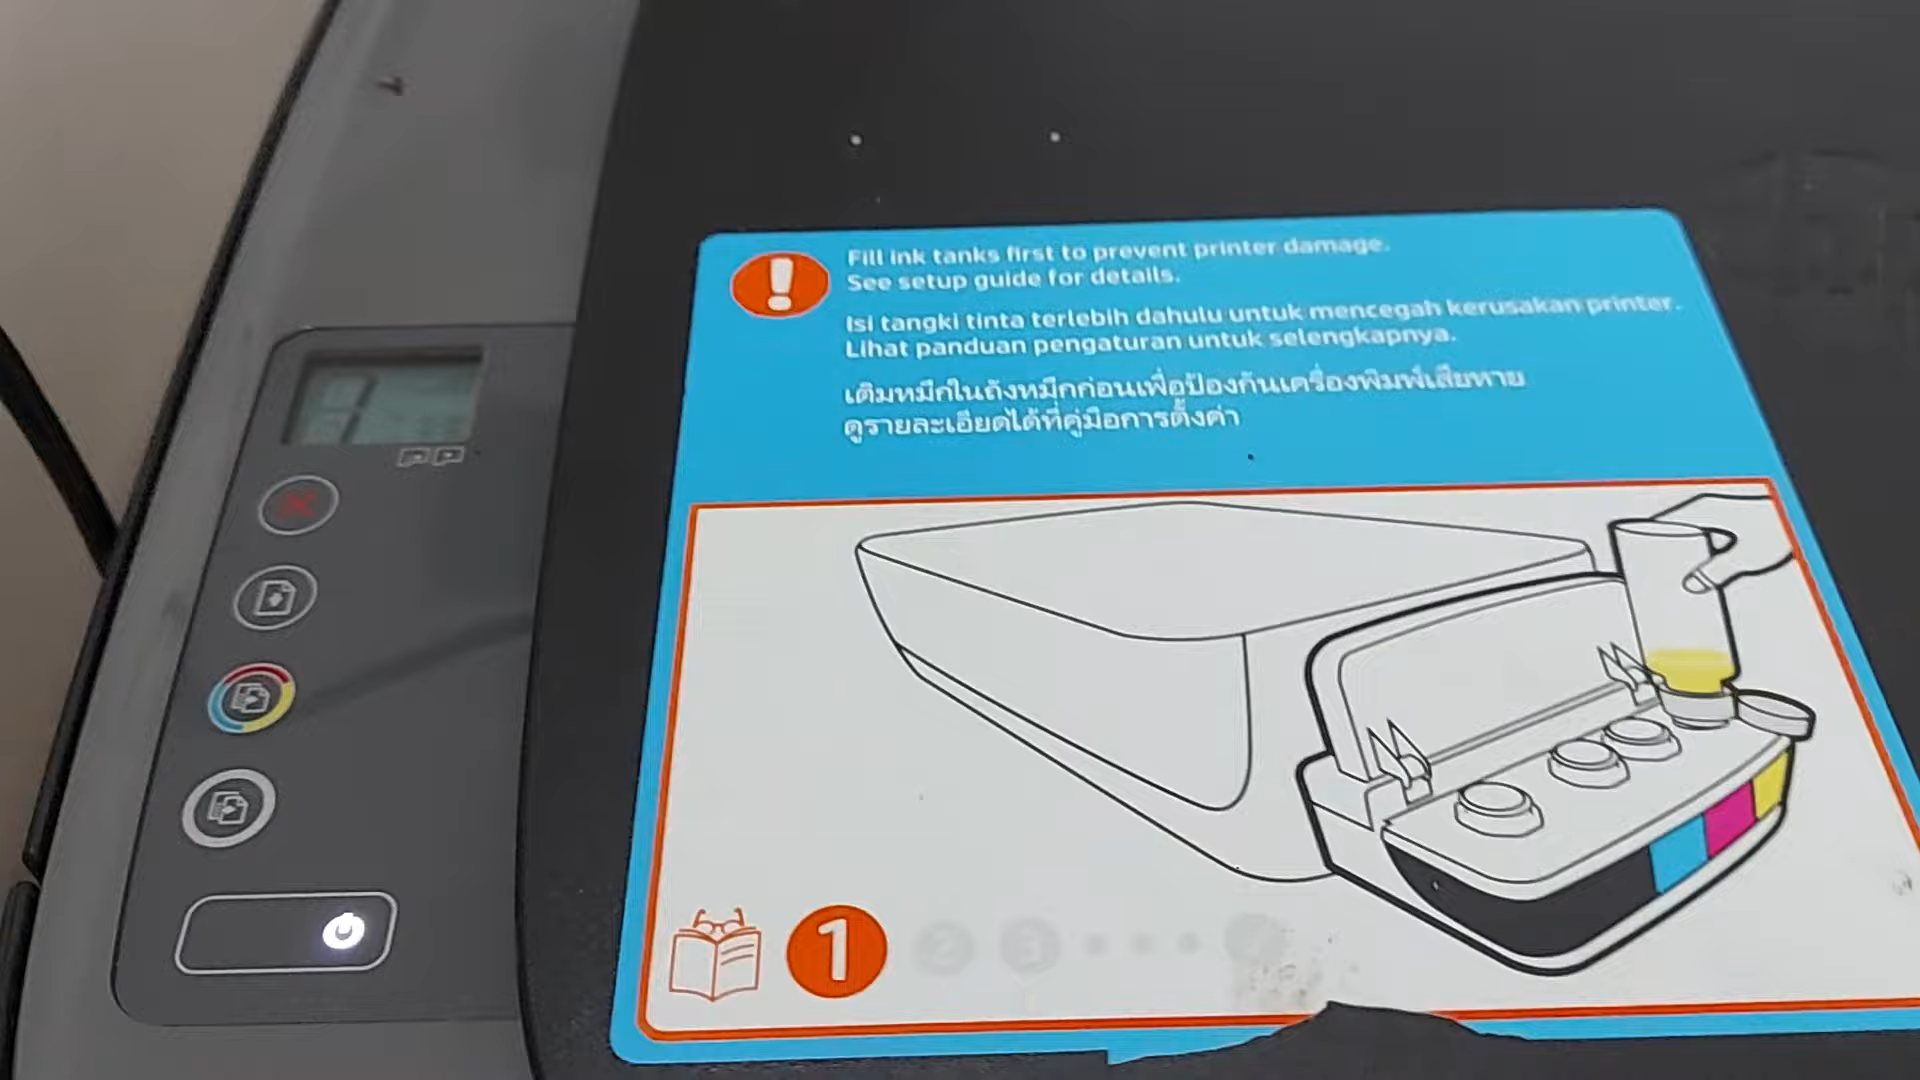 Fill ink tanks first to prevent printer damage.
See setup guide for details.
Isi tangki tinta terlebih dahulu untuk mencegah kerusakan printer.
Lihat panduan pengaturan untuk selengkapnya.
เติมหมึกในถังหมึกก่อนเพื่อป้องกันเครื่องพิมพ์เสียหาย
ดูรายละเอียดได้ที่คู่มือการตั้งค่า
1 2 3